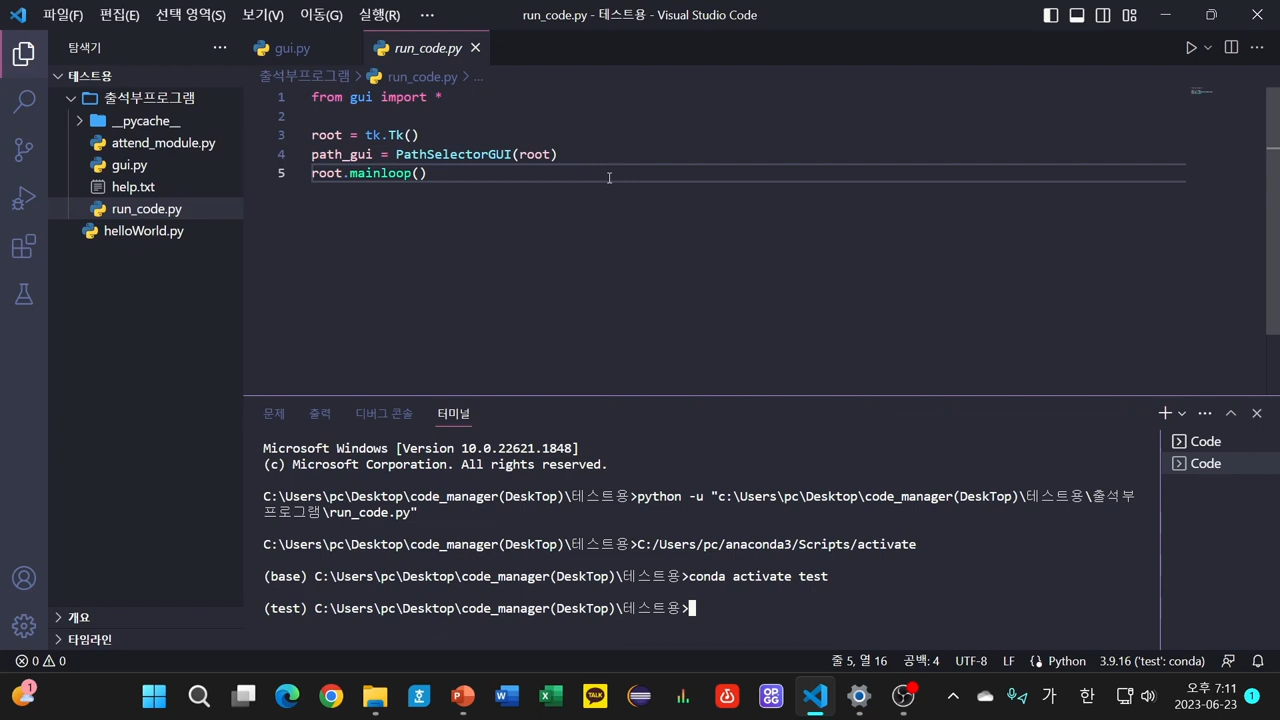 파일(F) 편집(E) 선택 영역(S) 보기(V) 이동(G) 실행(R) ··· run_code.py - 테스트용 - Visual Studio Code
탐색기 ···
gui.py run_code.py
테스트용
출석부프로그램
__pycache__
attend_module.py
gui.py
help.txt
run_code.py
helloWorld.py
개요
타임라인
출석부프로그램 > run_code.py > ...
1 from gui import *
2
3 root = tk.Tk()
4 path_gui = PathSelectorGUI(root)
5 root.mainloop()
문제 출력 디버그 콘솔 터미널
Code
Code
Microsoft Windows [Version 10.0.22621.1848]
(c) Microsoft Corporation. All rights reserved.
C:\Users\pc\Desktop\code_manager(DeskTop)\테스트용>python -u "c:\Users\pc\Desktop\code_manager(DeskTop)\테스트용\출석부
프로그램\run_code.py"
C:\Users\pc\Desktop\code_manager(DeskTop)\테스트용>C:/Users/pc/anaconda3/Scripts/activate
(base) C:\Users\pc\Desktop\code_manager(DeskTop)\테스트용>conda activate test
(test) C:\Users\pc\Desktop\code_manager(DeskTop)\테스트용>
0 0 줄 5, 열 16 공백: 4 UTF-8 LF Python 3.9.16 ('test': conda)
1 TALK OP.GG 가 한 오후 7:11 1
2023-06-23